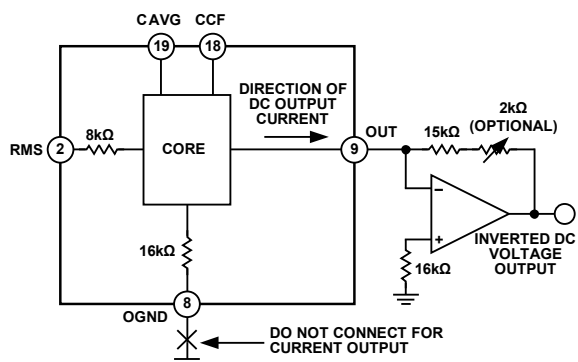 CAVG CCF
19 18
DIRECTION OF
DC OUTPUT
CURRENT
2kΩ
(OPTIONAL)
8kΩ
15kΩ
OUT
RMS 2
CORE
9
–
+
16kΩ
16kΩ
INVERTED DC
VOLTAGE
OUTPUT
8
OGND
DO NOT CONNECT FOR
CURRENT OUTPUT